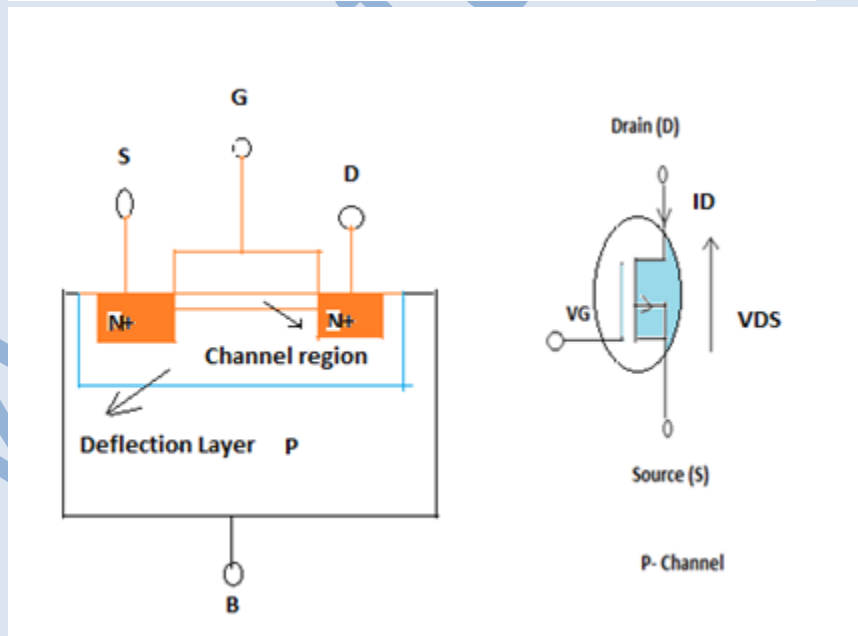 G
S
D
N+
N+
Channel region
Deflection Layer P
B
Drain (D)
ID
VG
VDS
Source (S)
P- Channel